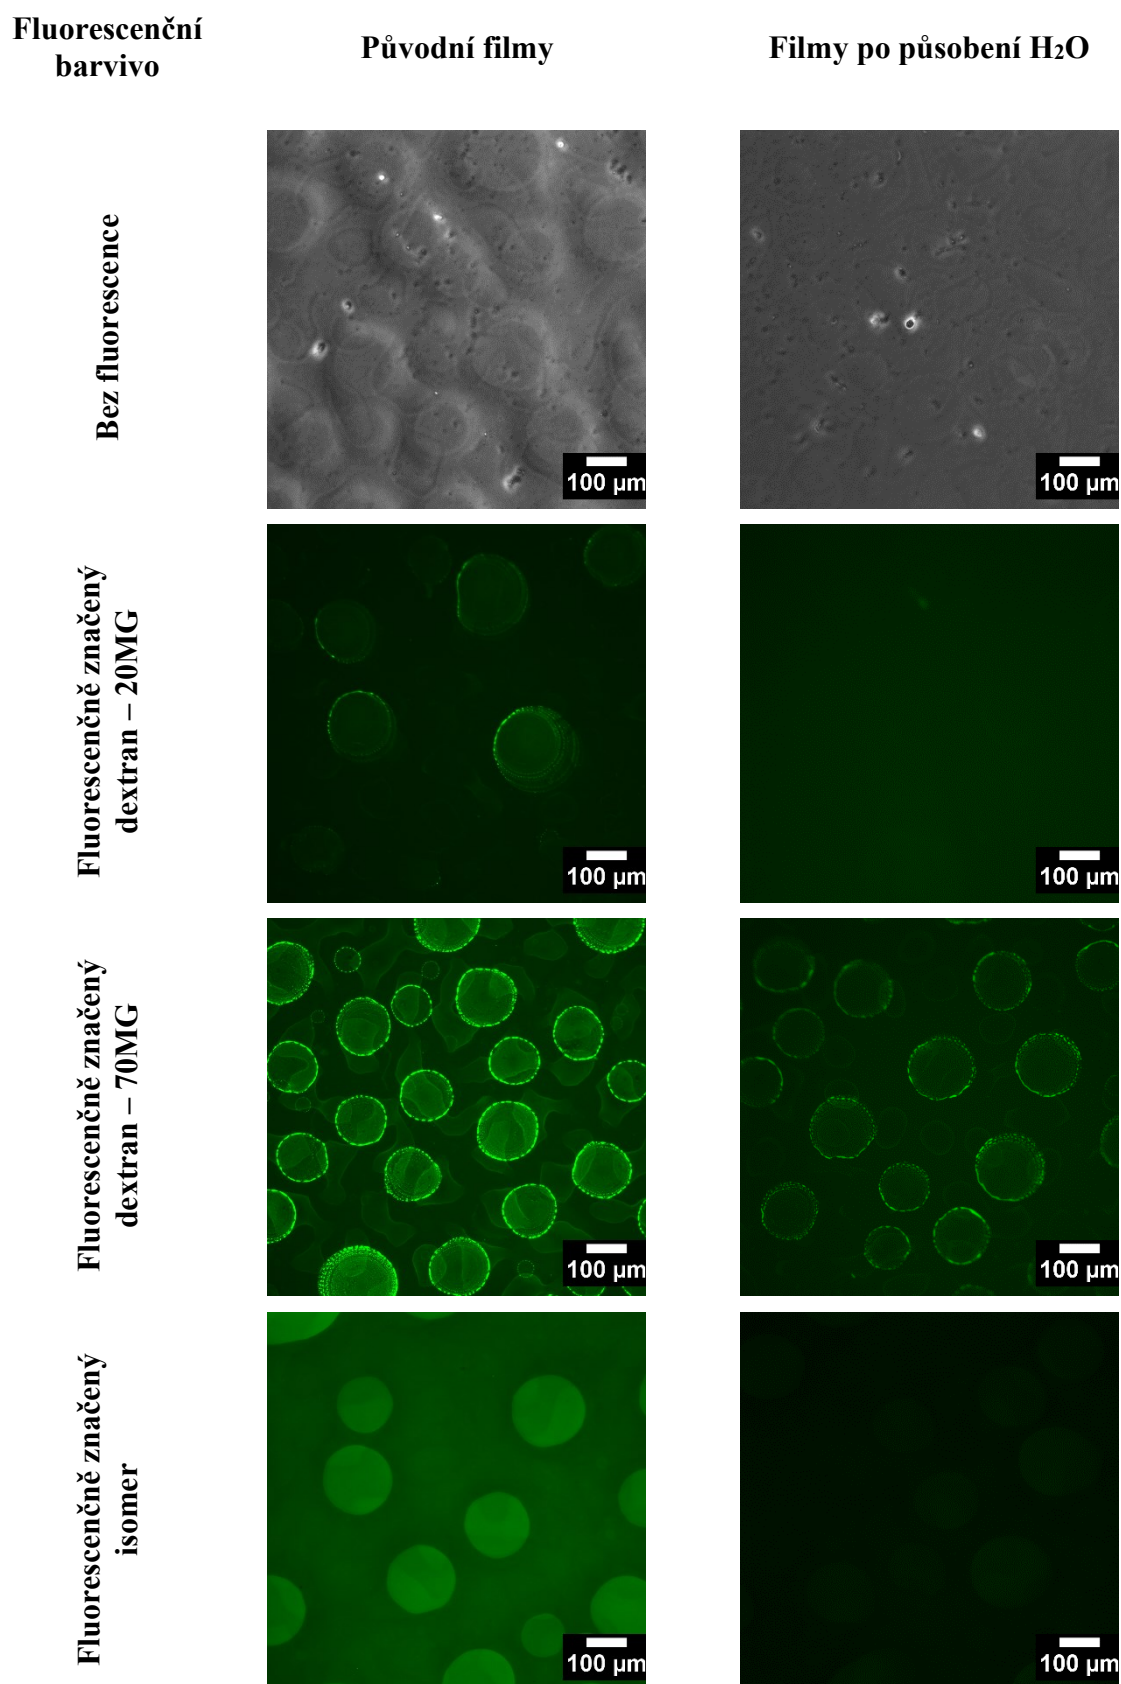 Fluorescenční
barvivo
Původní filmy
Filmy po působení H₂O
Bez fluorescence
100 µm
100 µm
Fluorescenčně značený
dextran – 20MG
100 µm
100 µm
Fluorescenčně značený
dextran – 70MG
100 µm
100 µm
Fluorescenčně značený
isomer
100 µm
100 µm